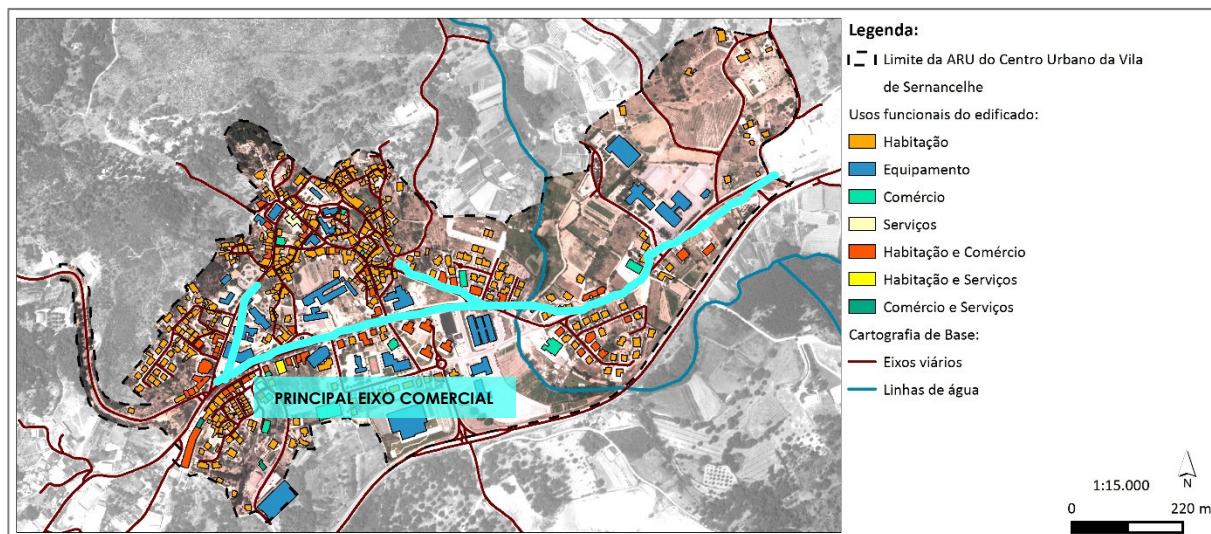 PRINCIPAL EIXO COMERCIAL
Legenda:
Limite da ARU do Centro Urbano da Vila
de Sernancelhe
Usos funcionais do edificado:
Habitação
Equipamento
Comércio
Serviços
Habitação e Comércio
Habitação e Serviços
Comércio e Serviços
Cartografia de Base:
Eixos viários
Linhas de água
N
1:15.000
0 220 m